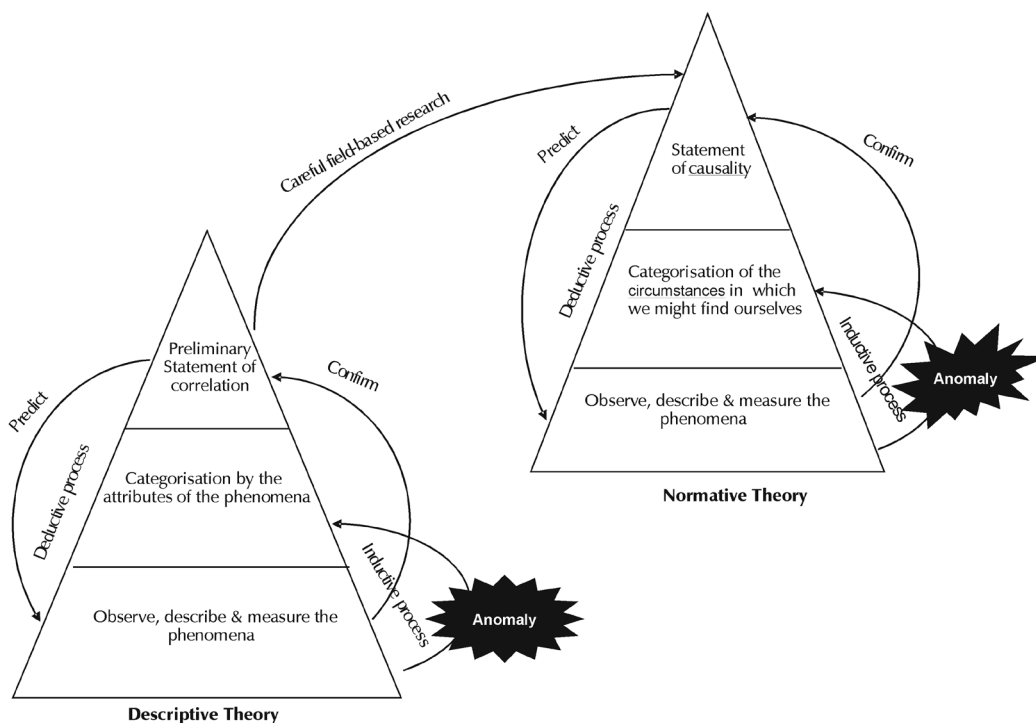 Careful field-based research
Predict
Deductive process
Statement
of causality
Confirm
Categorisation of the
circumstances in which
we might find ourselves
Inductive process
Anomaly
Observe, describe & measure the
phenomena
Normative Theory
Predict
Deductive process
Preliminary
Statement of
correlation
Confirm
Categorisation by the
attributes of the phenomena
Inductive process
Anomaly
Observe, describe & measure the
phenomena
Descriptive Theory